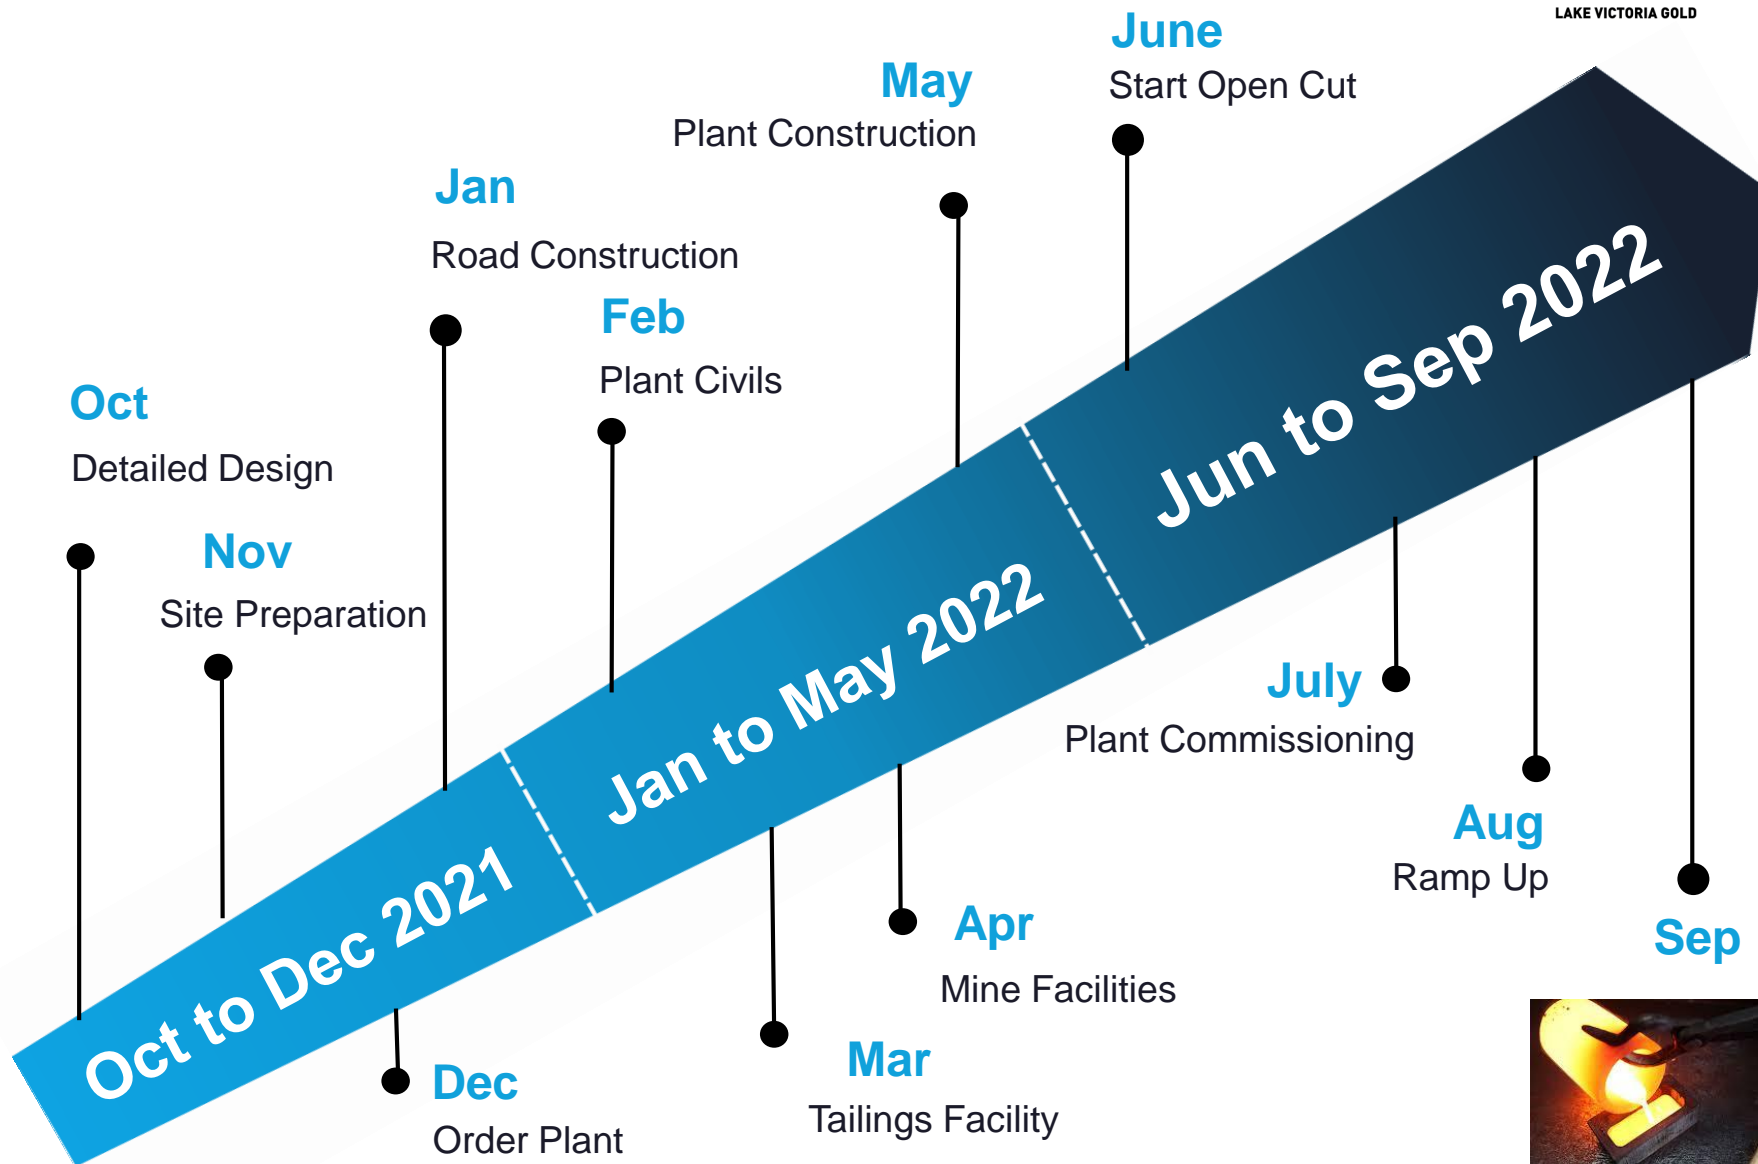 LAKE VICTORIA GOLD
June
Start Open Cut
May
Plant Construction
Jan
Road Construction
Feb
Plant Civils
Oct
Detailed Design
Nov
Site Preparation
Oct to Dec 2021
Jan to May 2022
Jun to Sep 2022
Dec
Order Plant
Mar
Tailings Facility
Apr
Mine Facilities
July
Plant Commissioning
Aug
Ramp Up
Sep